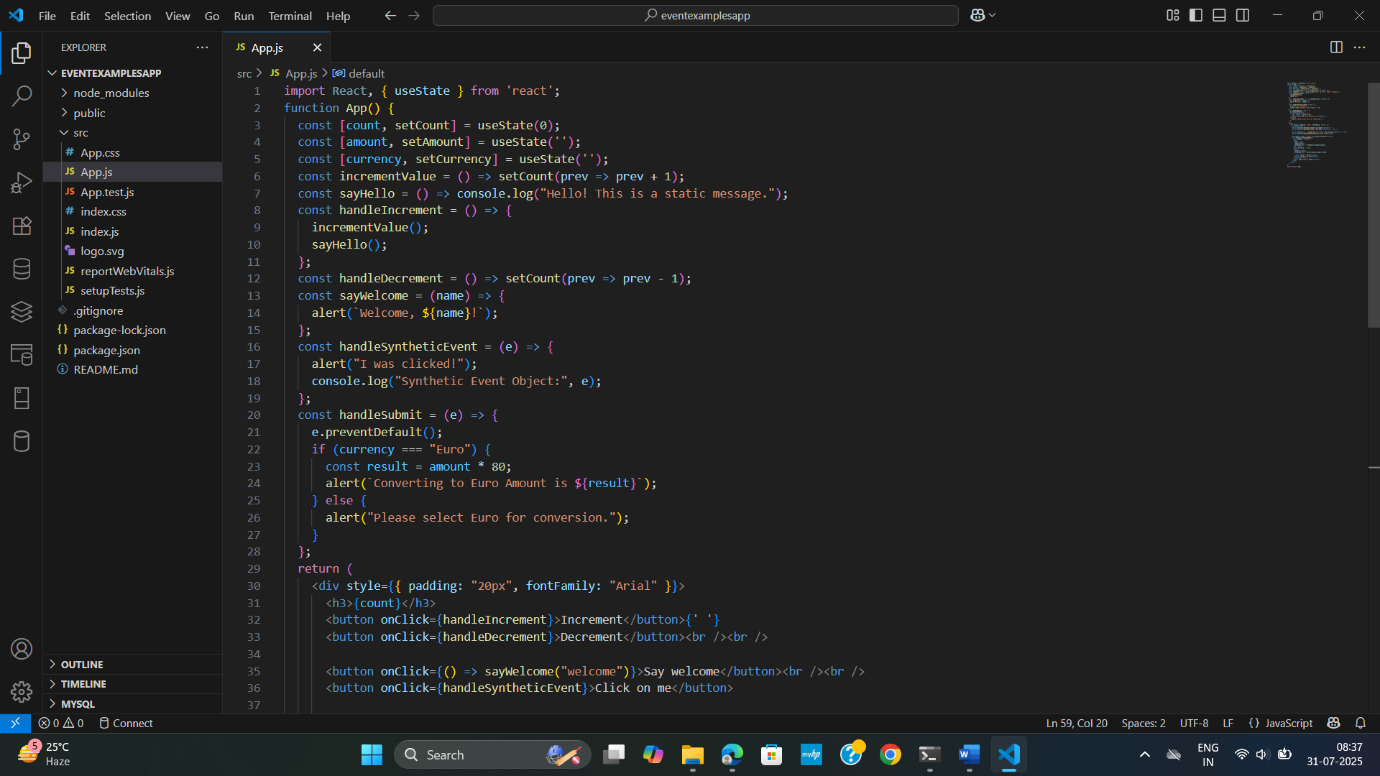 File Edit Selection View Go Run Terminal Help
eventexamplesapp
EXPLORER
EVENTEXAMPLESAPP
node_modules
public
src
# App.css
JS App.js
JS App.test.js
# index.css
JS index.js
logo.svg
JS reportWebVitals.js
JS setupTests.js
.gitignore
{} package-lock.json
{} package.json
README.md
OUTLINE
TIMELINE
MYSQL
JS App.js
src > JS App.js > default
1 import React, { useState } from 'react';
2 function App() {
3 const [count, setCount] = useState(0);
4 const [amount, setAmount] = useState('');
5 const [currency, setCurrency] = useState('');
6 const incrementValue = () => setCount(prev => prev + 1);
7 const sayHello = () => console.log("Hello! This is a static message.");
8 const handleIncrement = () => {
9 incrementValue();
10 sayHello();
11 };
12 const handleDecrement = () => setCount(prev => prev - 1);
13 const sayWelcome = (name) => {
14 alert(`Welcome, ${name}!`);
15 };
16 const handleSyntheticEvent = (e) => {
17 alert("I was clicked!");
18 console.log("Synthetic Event Object:", e);
19 };
20 const handleSubmit = (e) => {
21 e.preventDefault();
22 if (currency === "Euro") {
23 const result = amount * 80;
24 alert(`Converting to Euro Amount is ${result}`);
25 } else {
26 alert("Please select Euro for conversion.");
27 }
28 };
29 return (
30 <div style={{ padding: "20px", fontFamily: "Arial" }}>
31 <h3>{count}</h3>
32 <button onClick={handleIncrement}>Increment</button>{' '}
33 <button onClick={handleDecrement}>Decrement</button><br /><br />
34
35 <button onClick={() => sayWelcome("welcome")}>Say welcome</button><br /><br />
36 <button onClick={handleSyntheticEvent}>Click on me</button>
37
0 0 Connect
Ln 59, Col 20 Spaces: 2 UTF-8 LF {} JavaScript
5 25°C
Haze
Search
myhp
ENG
IN
08:37
31-07-2025